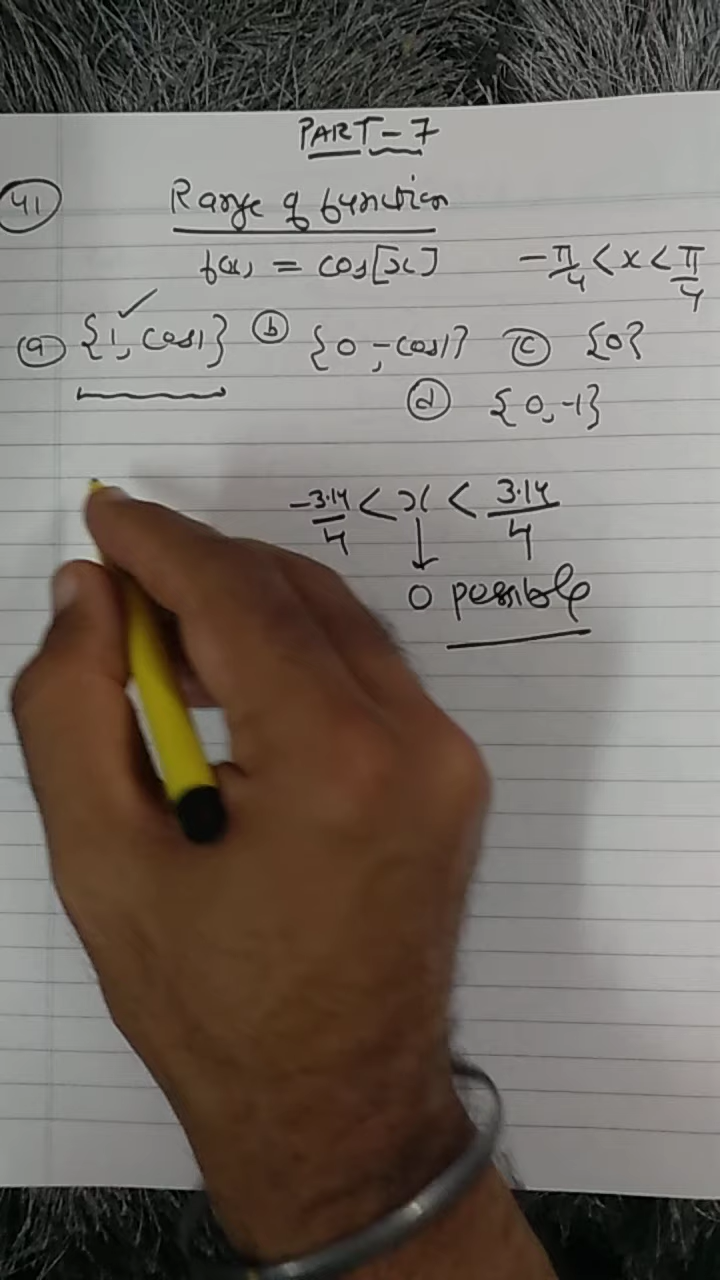 PART-7
41 Range of function
f(x) = cos[x] -π/4 < x < π/4
(a) {1, cos1} ✓ (b) {0, -cos1} (c) {0}
(d) {0, -1}
-3.14/4 < x < 3.14/4
↓
0 possible